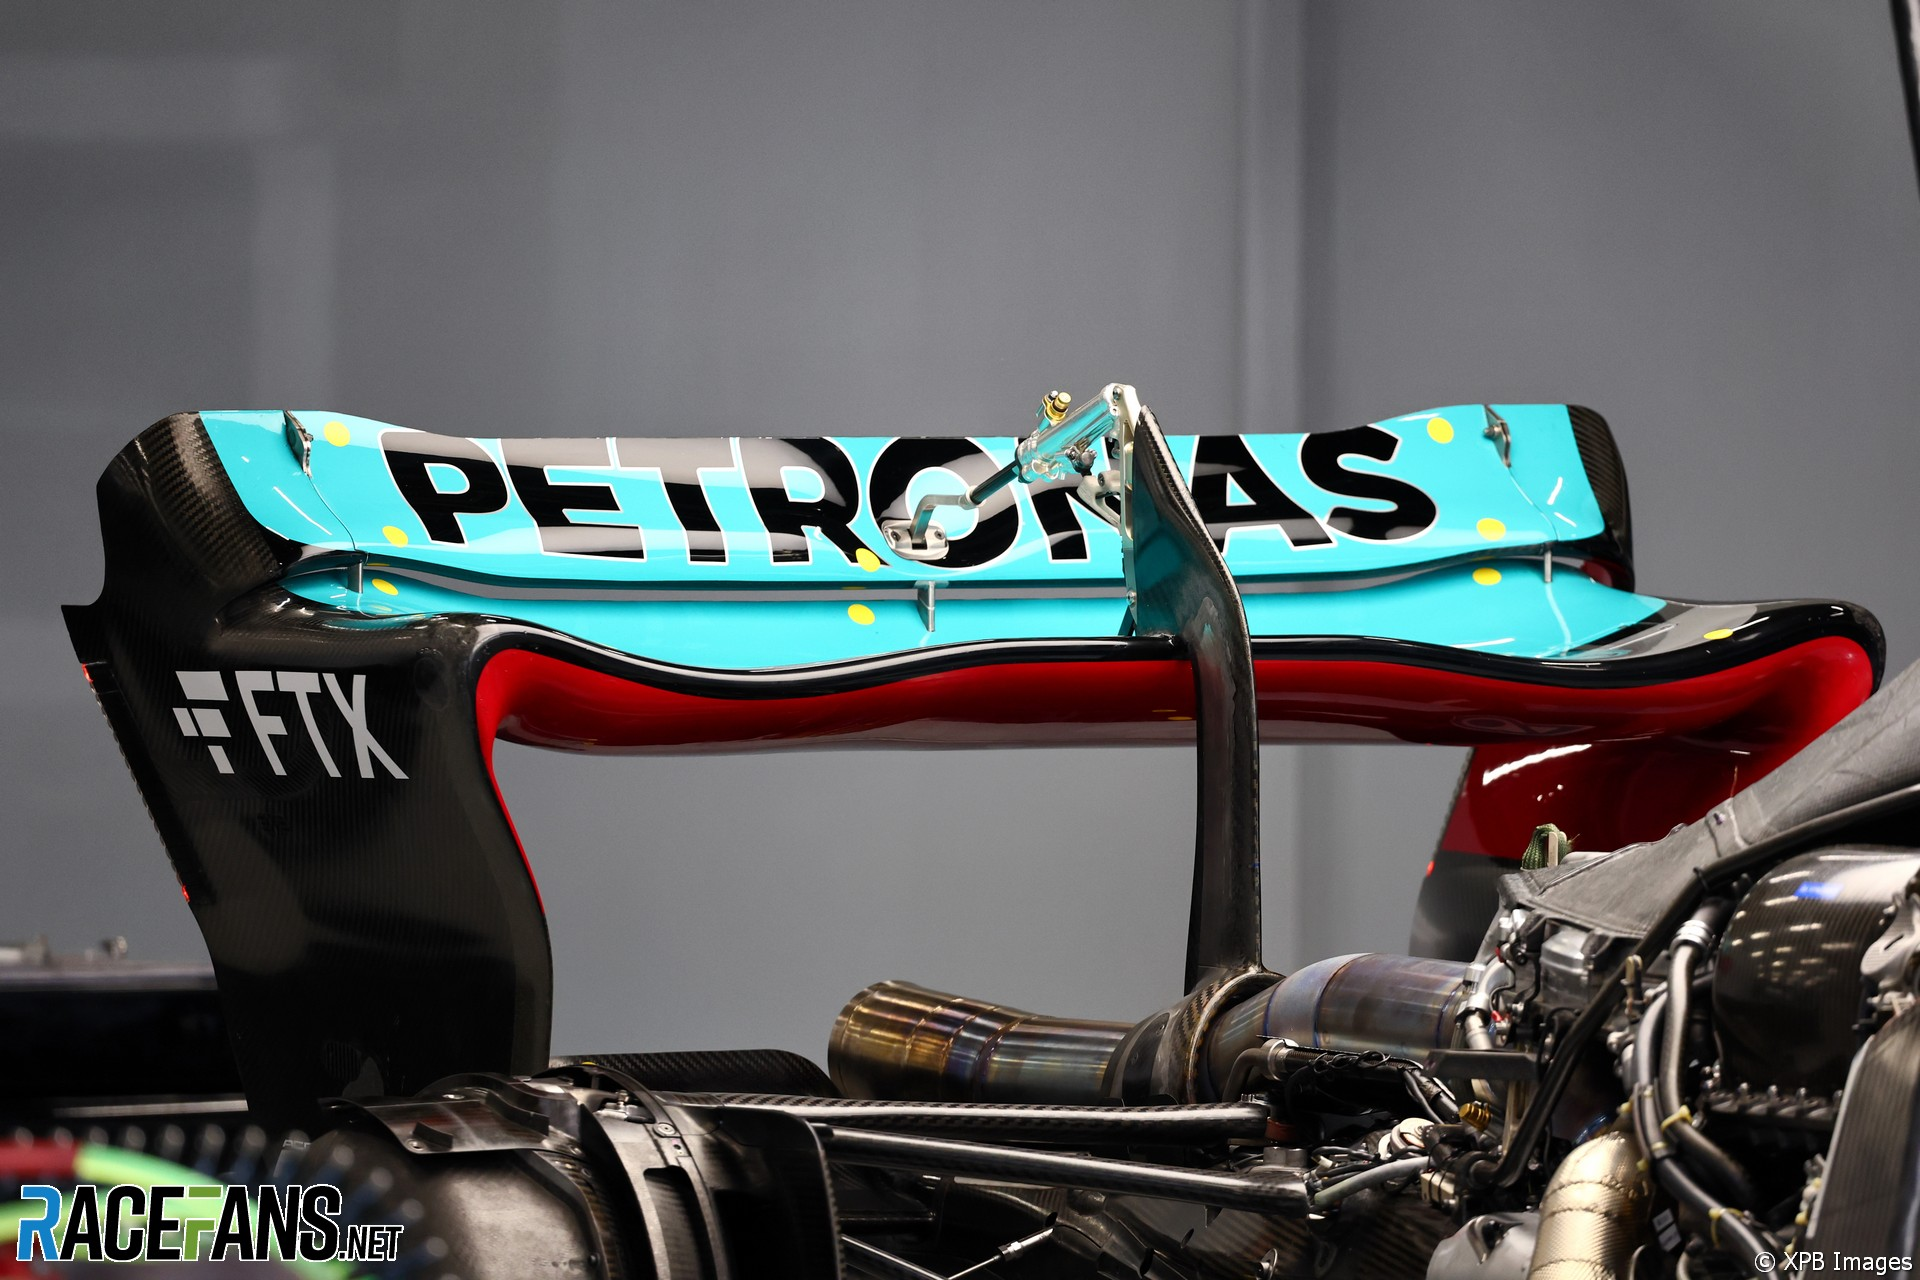 PETRONAS
FTX
RACEFANS.NET
© XPB Images